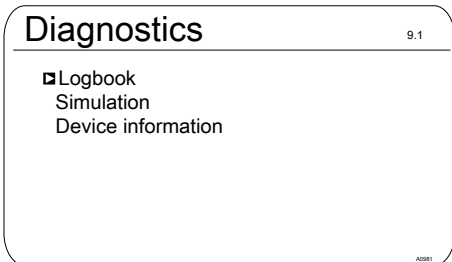 Diagnostics 9.1
Logbook
Simulation
Device information
A0981